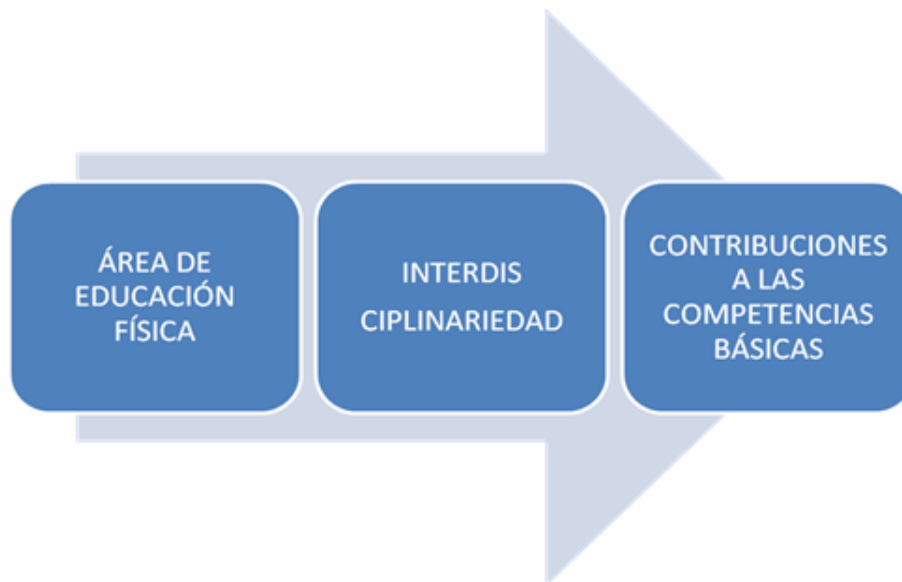 ÁREA DE
EDUCACIÓN
FÍSICA
INTERDIS
CIPLINARIEDAD
CONTRIBUCIONES
A LAS
COMPETENCIAS
BÁSICAS